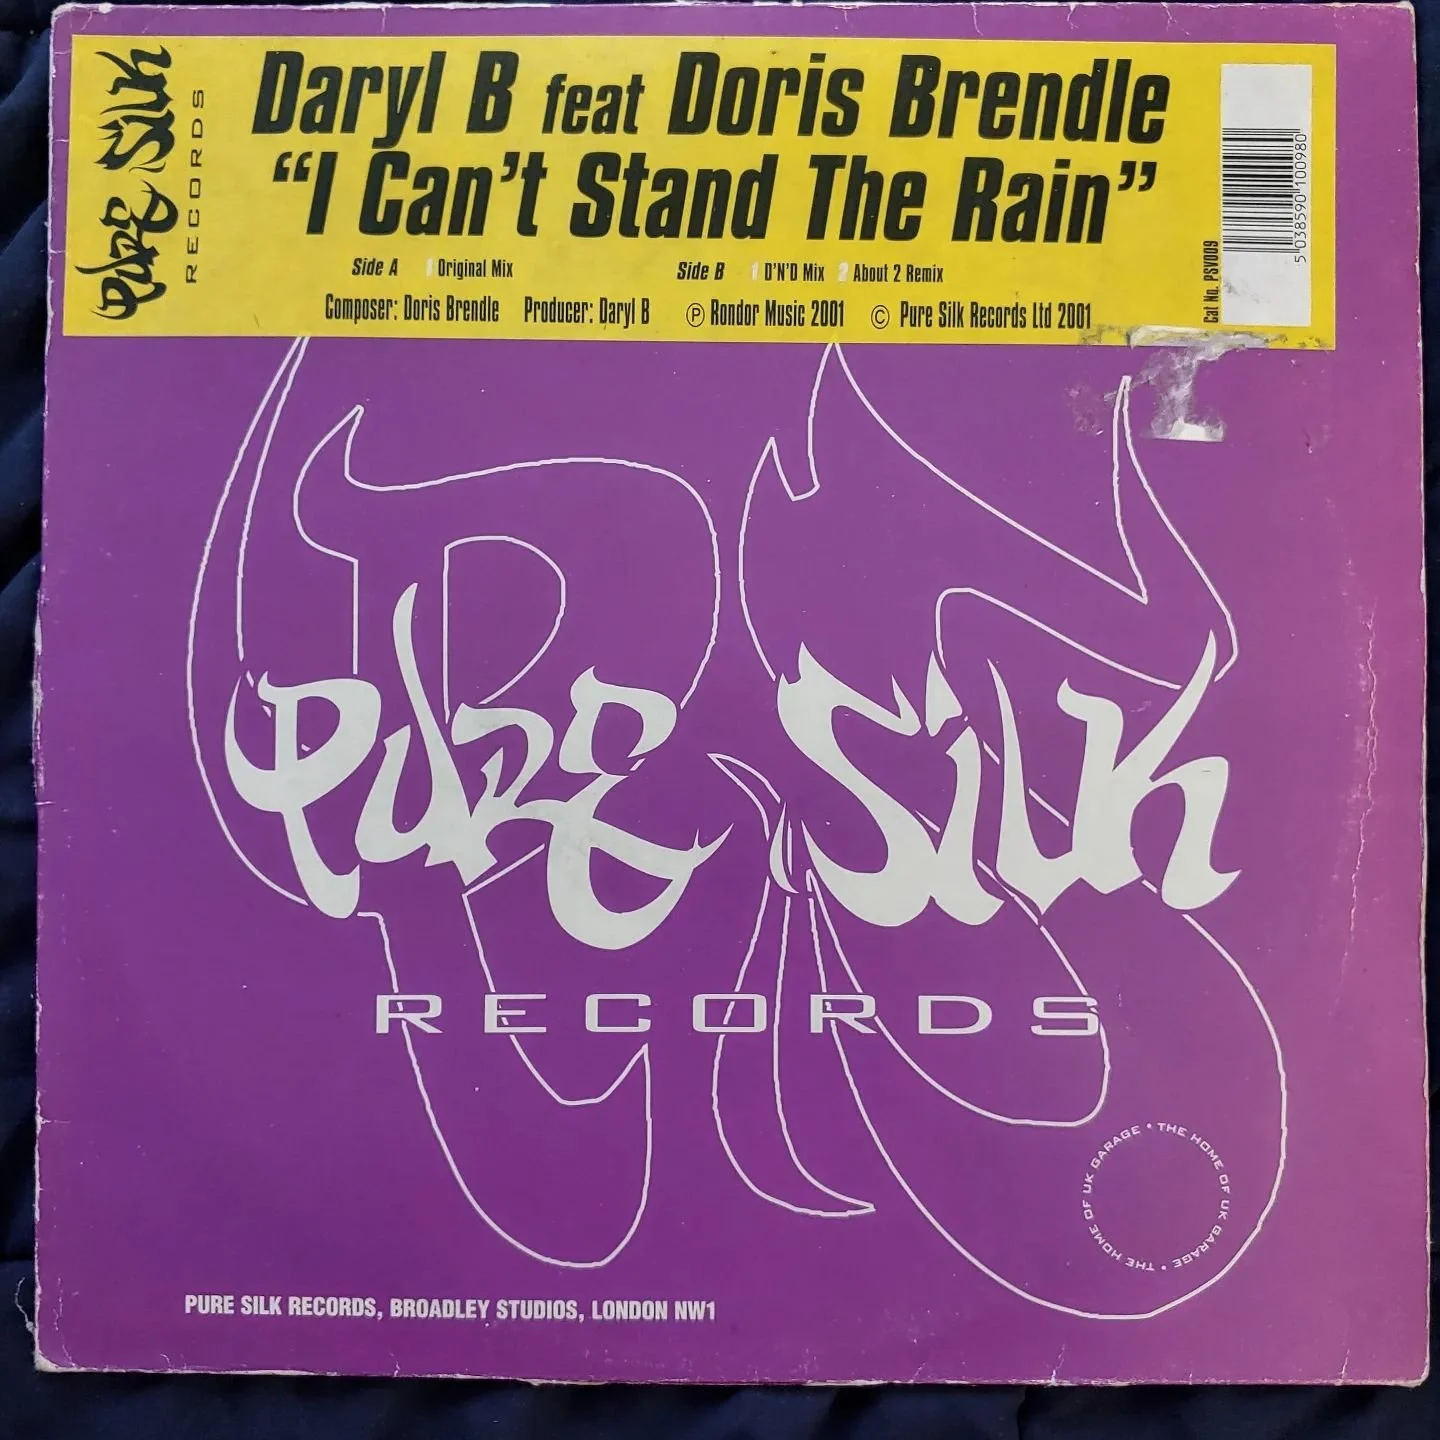 PURE SILK
RECORDS
Daryl B feat Doris Brendle
“I Can’t Stand The Rain”
Side A 1 Original Mix
Side B 1 D’N’D Mix 2 About 2 Remix
Composer: Doris Brendle Producer: Daryl B Ⓟ Rondor Music 2001 © Pure Silk Records Ltd 2001
Cat No. PSV009
5 038590 100980
PURE SILK
RECORDS
THE HOME OF UK GARAGE • THE HOME OF UK GARAGE •
PURE SILK RECORDS, BROADLEY STUDIOS, LONDON NW1